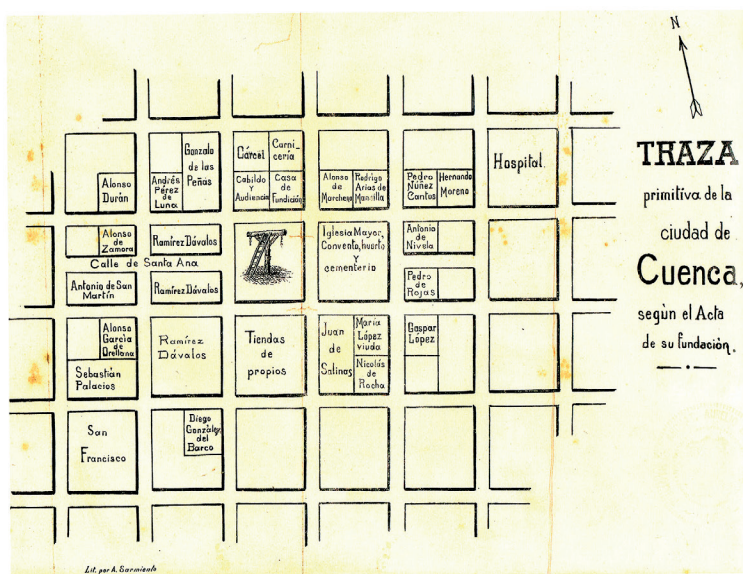 N
TRAZA
primitiva de la
ciudad de
Cuenca,
según el Acta
de su fundación.
Alonso
Durán
Andrés
Pérez
de
Luna
Gonzalo
de las
Peñas
Cárcel
Carni_
cería
Cabildo
y
Audiencia
Casa
de
Fundición
Alonso
de
Marchena
Rodrigo
Arias de
Mansilla
Pedro
Núñez
Cantos
Hernando
Moreno
Hospital.
Alonso
de
Zamora
Ramírez Dávalos
Iglesia Mayor,
Convento, huerto
y
cementerio
Antonio
de
Nivela
Calle de Santa Ana
Antonio de San
Martín
Ramírez Dávalos
Pedro
de
Rojas
Alonso
García
de
Orellana
Sebastián
Palacios
Ramírez
Dávalos
Tiendas
de
propios
Juan
de
Salinas
María
López
viuda
Nicolás
de
Rocha
Gaspar
López
San
Francisco
Diego
González
del
Barco
Lit. por A. Sarmiento